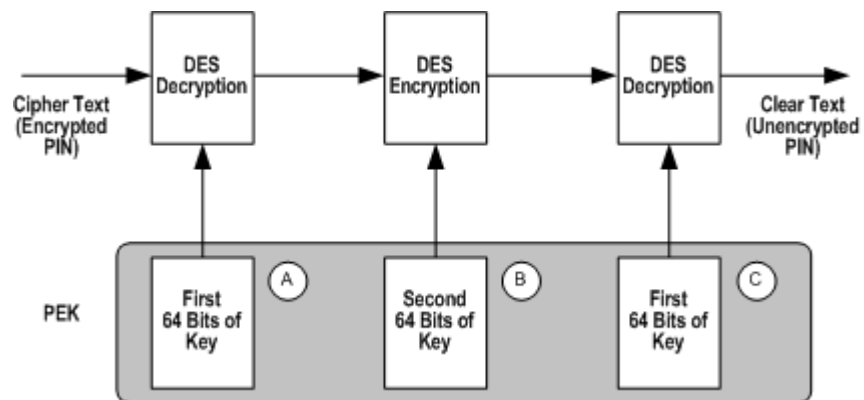 DES
Decryption
DES
Encryption
DES
Decryption
Cipher Text
(Encrypted
PIN)
Clear Text
(Unencrypted
PIN)
PEK
First
64 Bits of
Key
A
Second
64 Bits of
Key
B
First
64 Bits of
Key
C